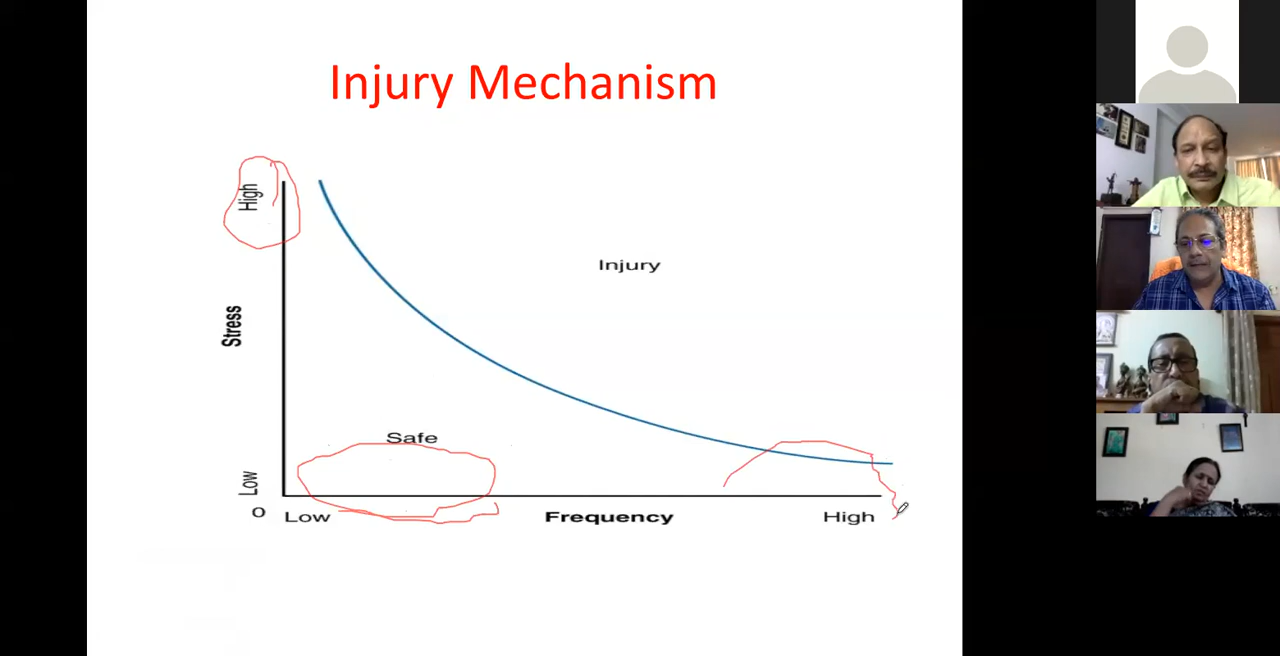 Injury Mechanism
High
Injury
Stress
Safe
Low
0
Low
Frequency
High